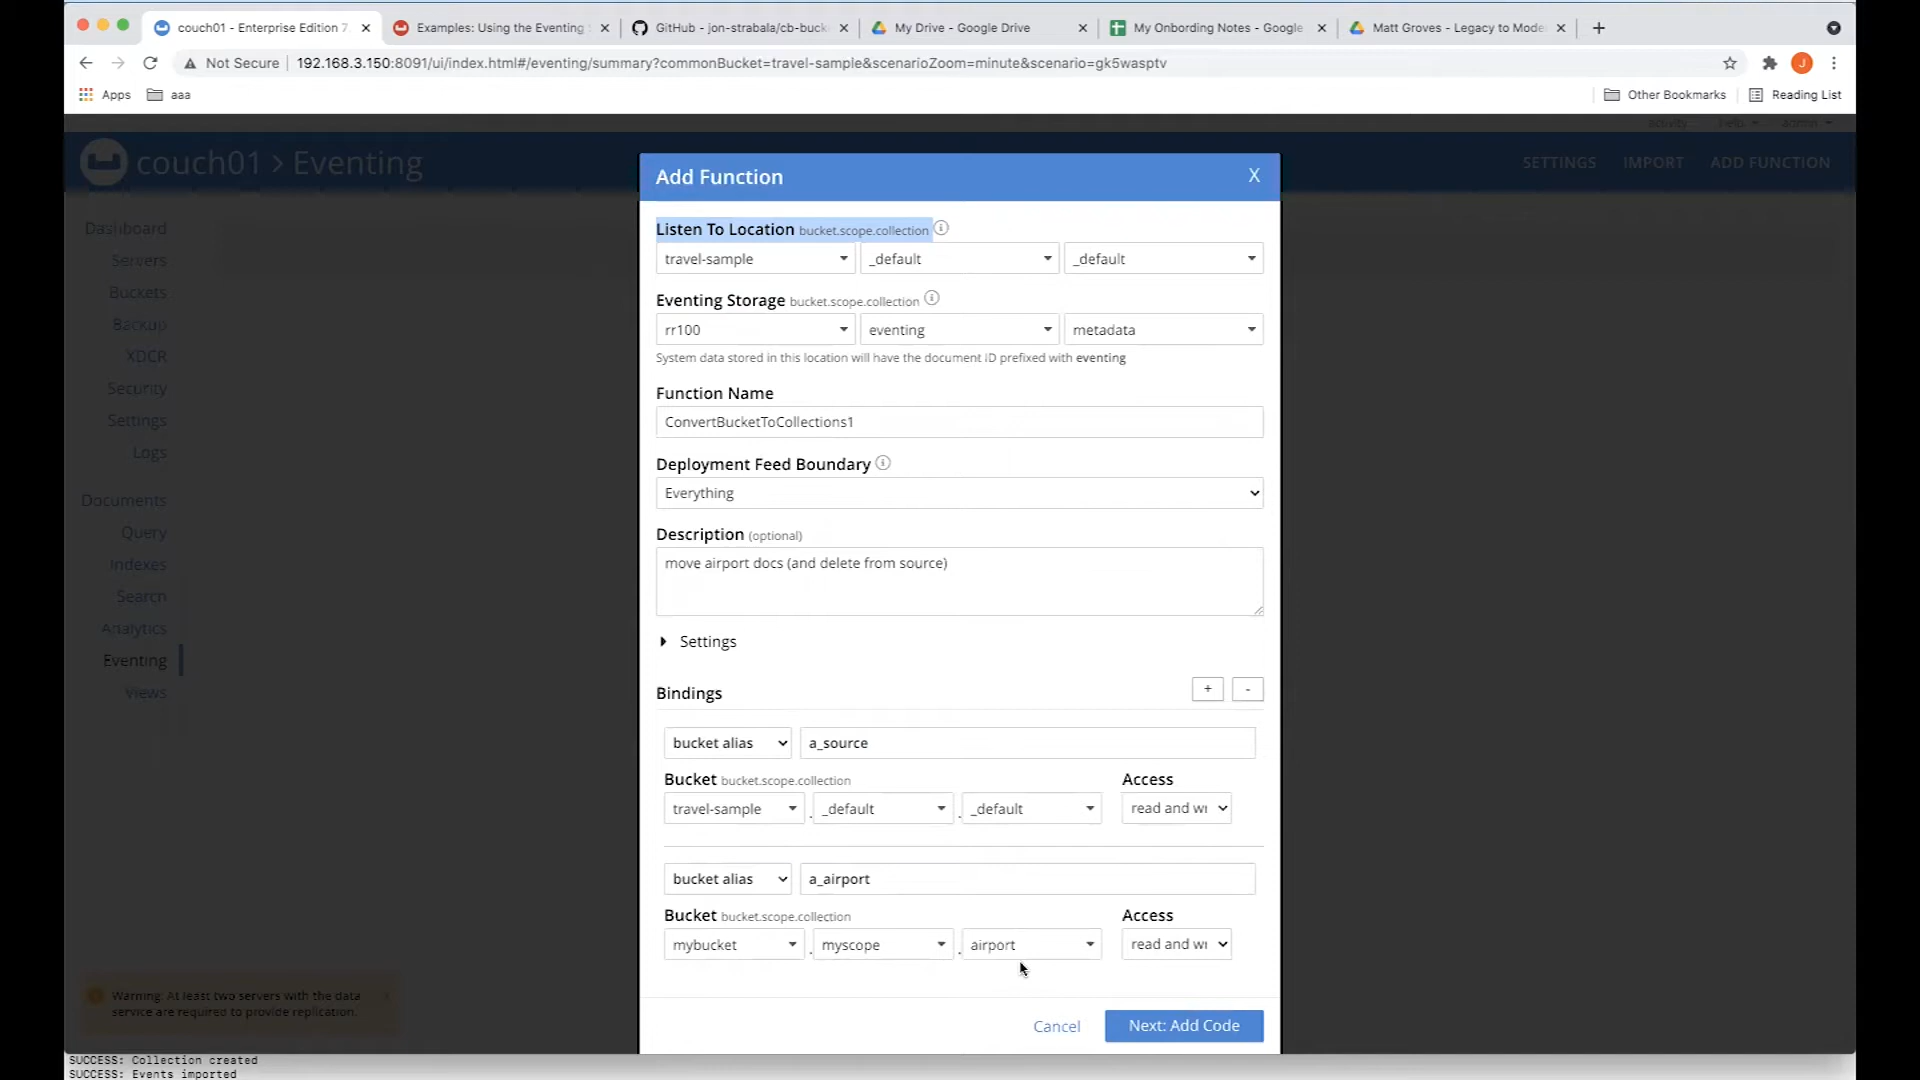 couch01 - Enterprise Edition 7
Examples: Using the Eventing
GitHub - jon-strabala/cb-buck
My Drive - Google Drive
My Onbording Notes - Google
Matt Groves - Legacy to Mode
Not Secure
192.168.3.150:8091/ui/index.html#/eventing/summary?commonBucket=travel-sample&scenarioZoom=minute&scenario=gk5wasptv
J
Apps
aaa
Other Bookmarks
Reading List
activity
help
admin
couch01 > Eventing
SETTINGS
IMPORT
ADD FUNCTION
Dashboard
Servers
Buckets
Backup
XDCR
Security
Settings
Logs
Documents
Query
Indexes
Search
Analytics
Eventing
Views
Warning: At least two servers with the data
service are required to provide replication.
Add Function
X
Listen To Location bucket.scope.collection
travel-sample
_default
_default
Eventing Storage bucket.scope.collection
rr100
eventing
metadata
System data stored in this location will have the document ID prefixed with eventing
Function Name
ConvertBucketToCollections1
Deployment Feed Boundary
Everything
Description (optional)
move airport docs (and delete from source)
Settings
Bindings
+
-
bucket alias
a_source
Bucket bucket.scope.collection
Access
travel-sample
.
_default
.
_default
read and wr
bucket alias
a_airport
Bucket bucket.scope.collection
Access
mybucket
.
myscope
.
airport
read and wr
Cancel
Next: Add Code
SUCCESS: Collection created
SUCCESS: Events imported